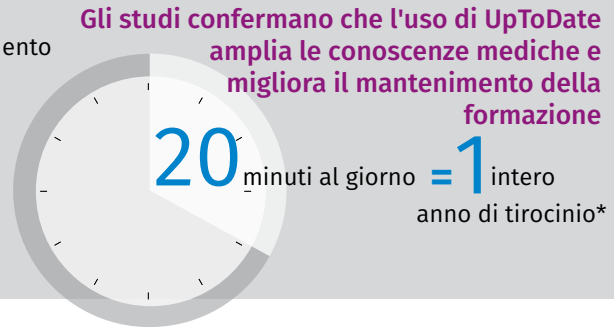 Gli studi confermano che l'uso di UpToDate
amplia le conoscenze mediche e
migliora il mantenimento della
formazione
ento
20 minuti al giorno = 1 intero
anno di tirocinio*